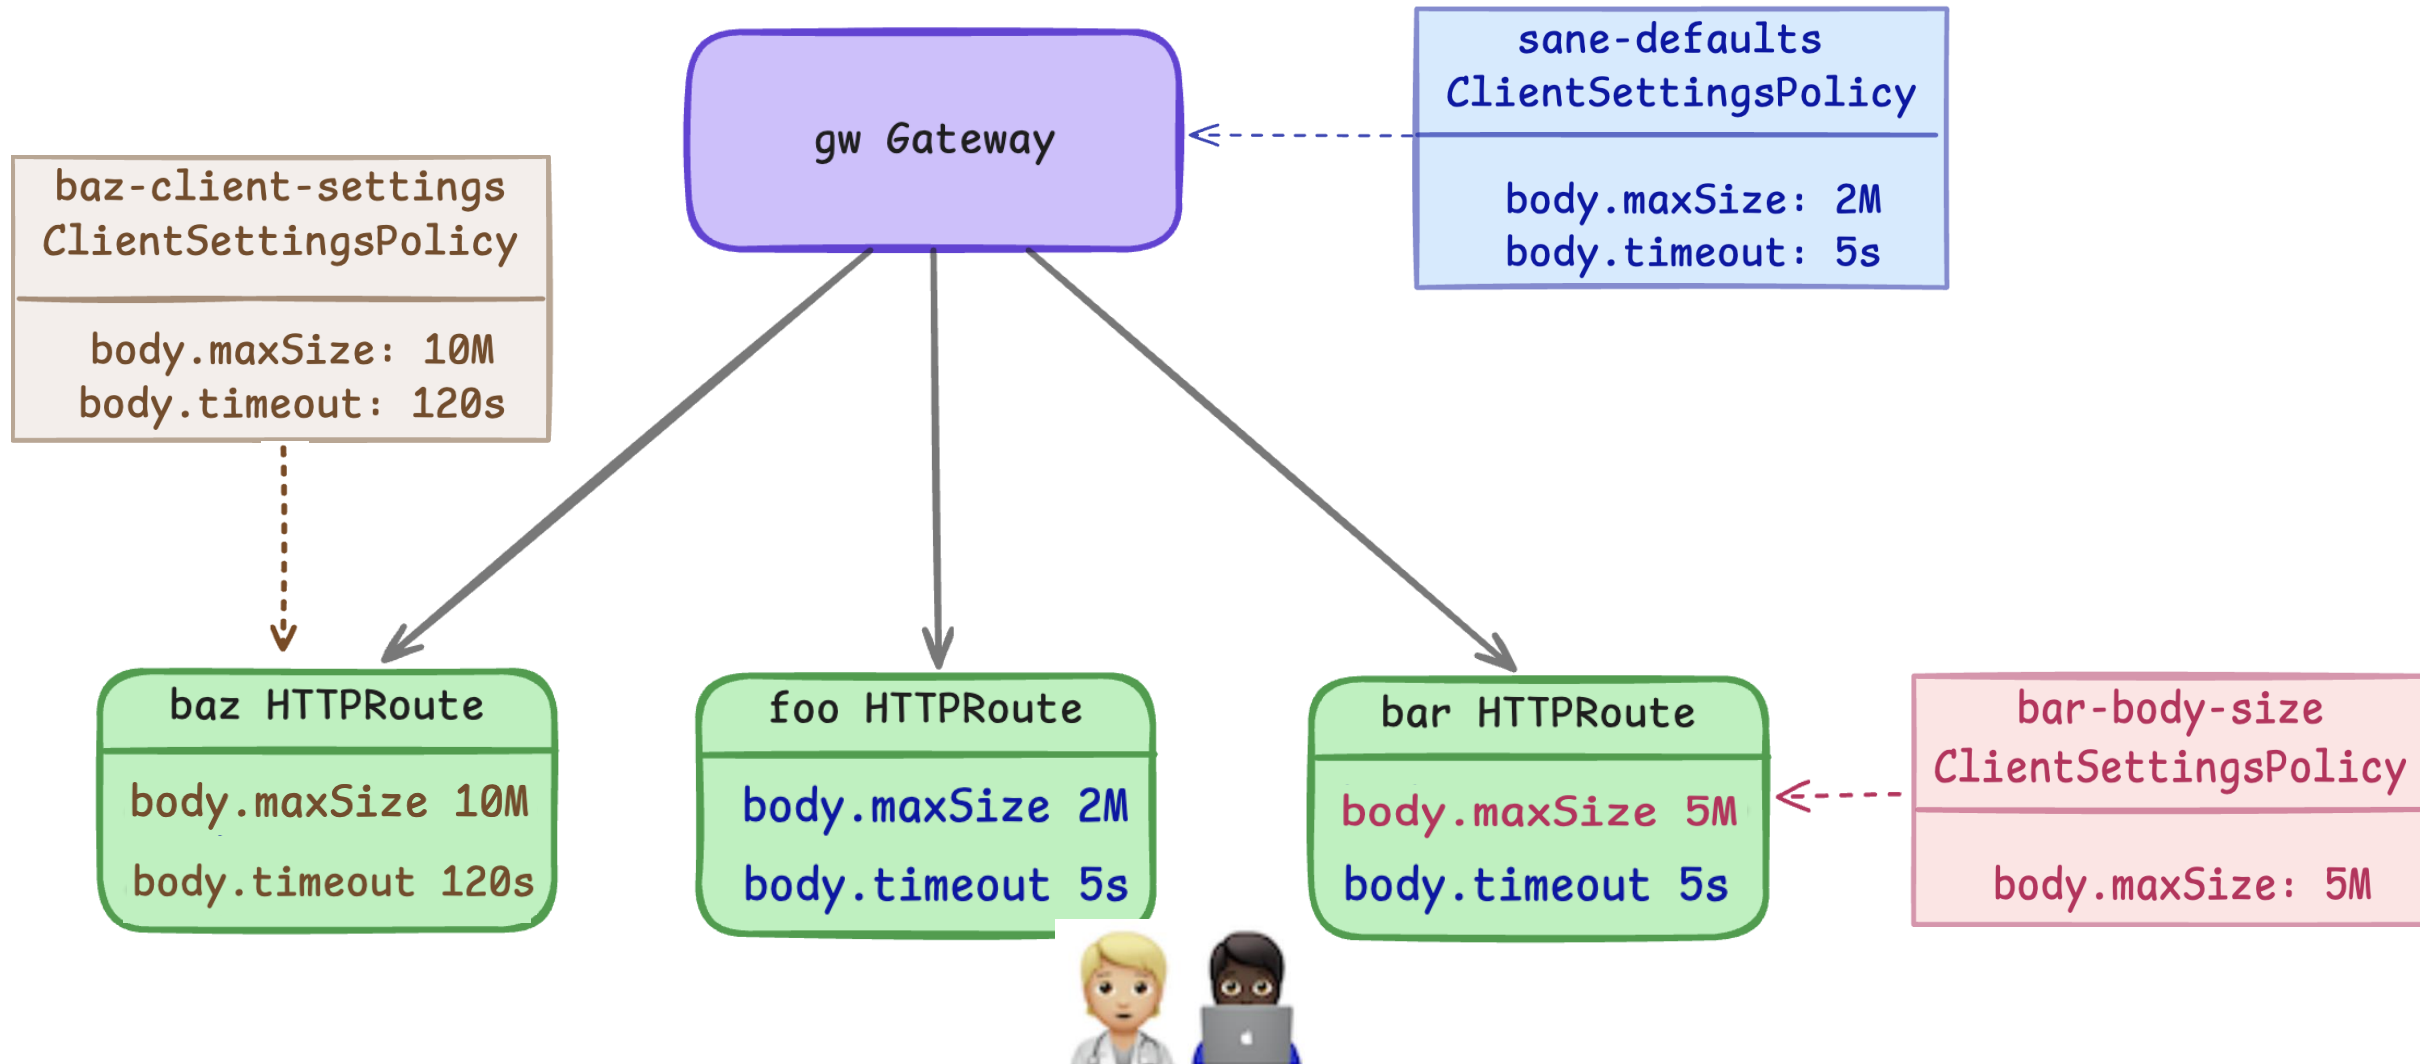 sane-defaults
ClientSettingsPolicy
body.maxSize: 2M
body.timeout: 5s
gw Gateway
baz-client-settings
ClientSettingsPolicy
body.maxSize: 10M
body.timeout: 120s
baz HTTPRoute
body.maxSize 10M
body.timeout 120s
foo HTTPRoute
body.maxSize 2M
body.timeout 5s
bar HTTPRoute
body.maxSize 5M
body.timeout 5s
bar-body-size
ClientSettingsPolicy
body.maxSize: 5M